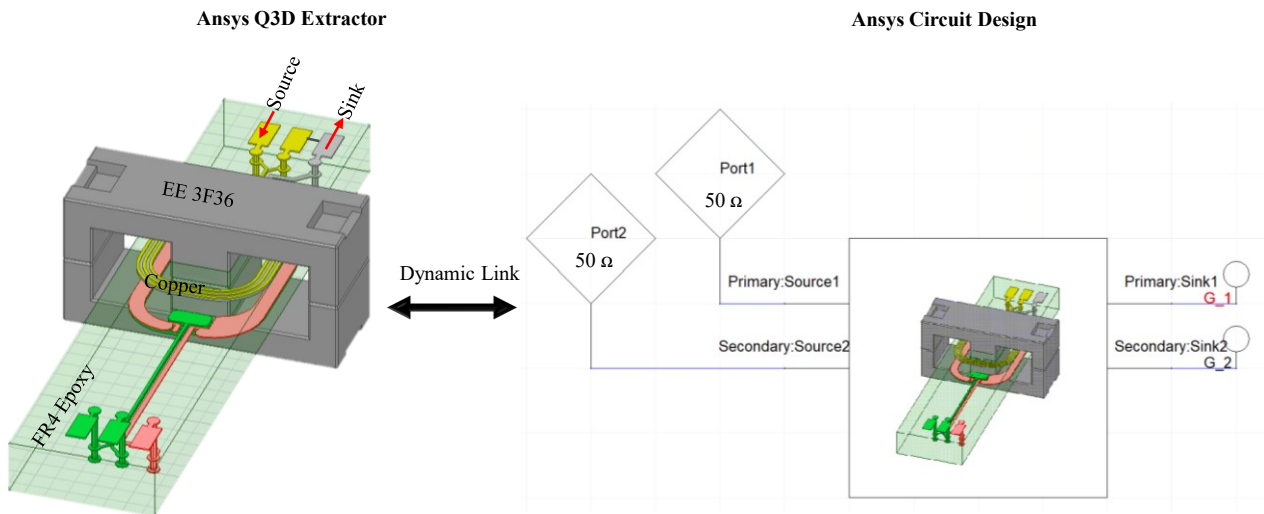 Ansys Q3D Extractor
Ansys Circuit Design
Source
Sink
EE 3F36
Copper
FR4 Epoxy
Dynamic Link
Port1
50 Ω
Port2
50 Ω
Primary:Source1
Secondary:Source2
Primary:Sink1
G_1
Secondary:Sink2
G_2